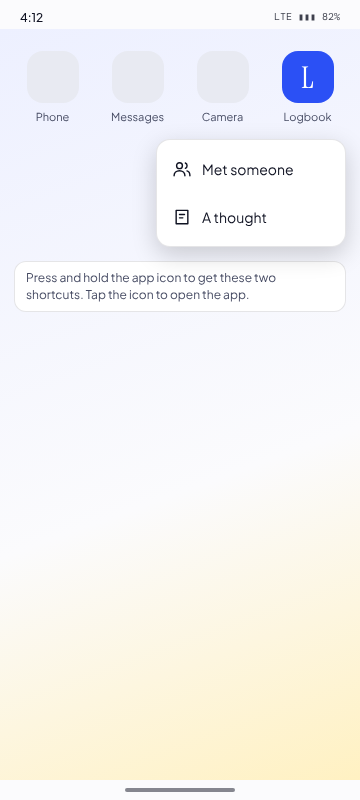 4:12
LTE 82%
L
Phone
Messages
Camera
Logbook
Met someone
A thought
Press and hold the app icon to get these two
shortcuts. Tap the icon to open the app.